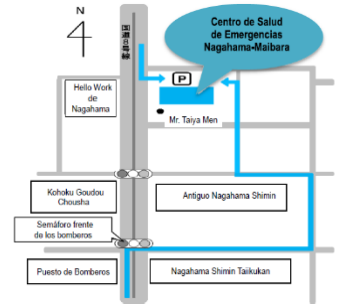 N
Centro de Salud
de Emergencias
Nagahama-Maibara
P
Hello Work
de
Nagahama
Mr. Taiya Men
Kohoku Goudou
Chousha
Antiguo Nagahama Shimin
Semáforo frente
de los bomberos
Puesto de Bomberos
Nagahama Shimin Taiikukan